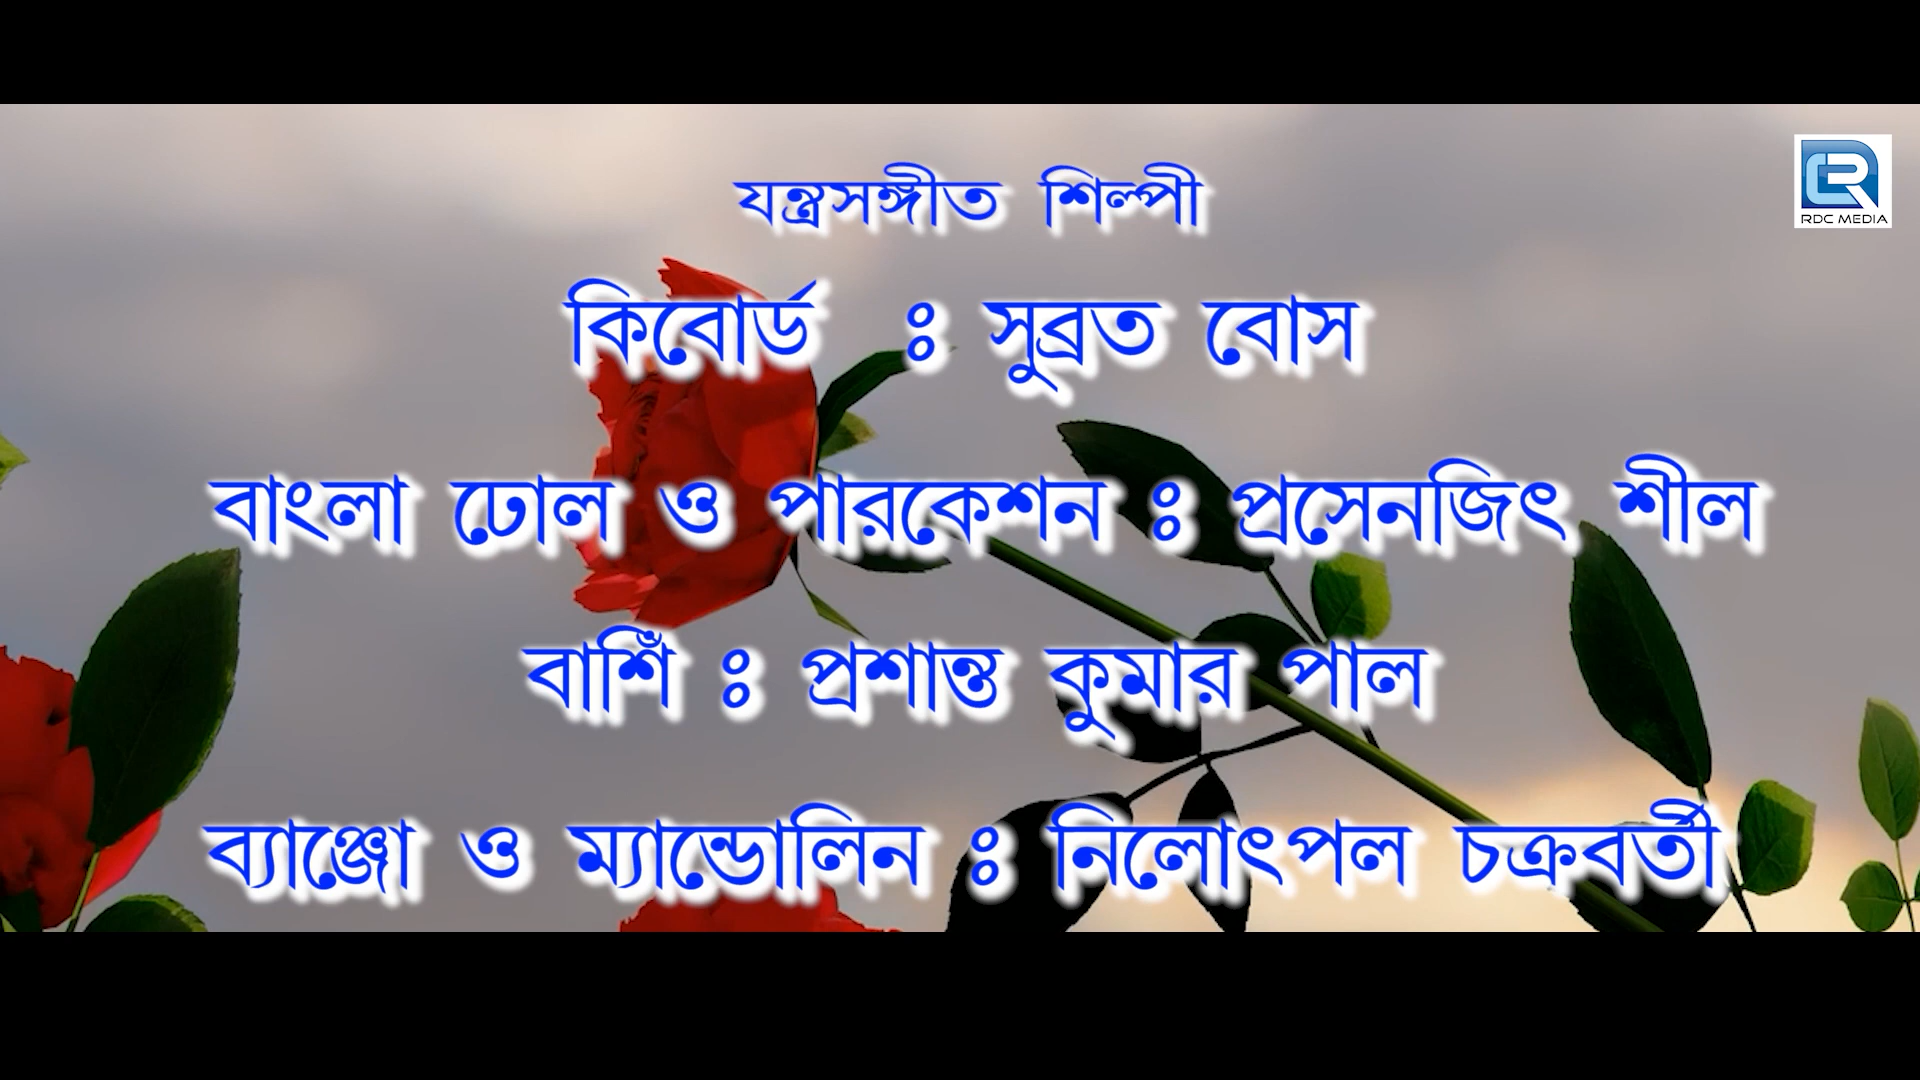 যন্ত্রসঙ্গীত শিল্পী
RDC MEDIA
কিবোর্ড ঃ সুব্রত বোস
বাংলা ঢোল ও পারকেশন ঃ প্রসেনজিৎ শীল
বাশিঁ ঃ প্রশান্ত কুমার পাল
ব্যাঞ্জো ও ম্যান্ডোলিন ঃ নিলোৎপল চক্রবর্তী